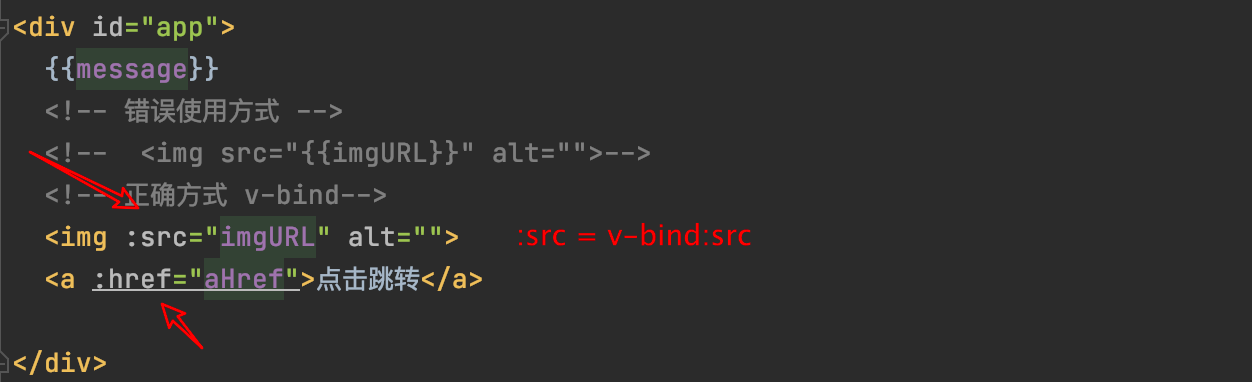 <div id="app">
{{message}}
<!-- 错误使用方式 -->
<!--  <img src="{{imgURL}}" alt="">-->
<!-- 正确方式 v-bind-->
<img :src="imgURL" alt=""> :src = v-bind:src
<a :href="aHref">点击跳转</a>
</div>